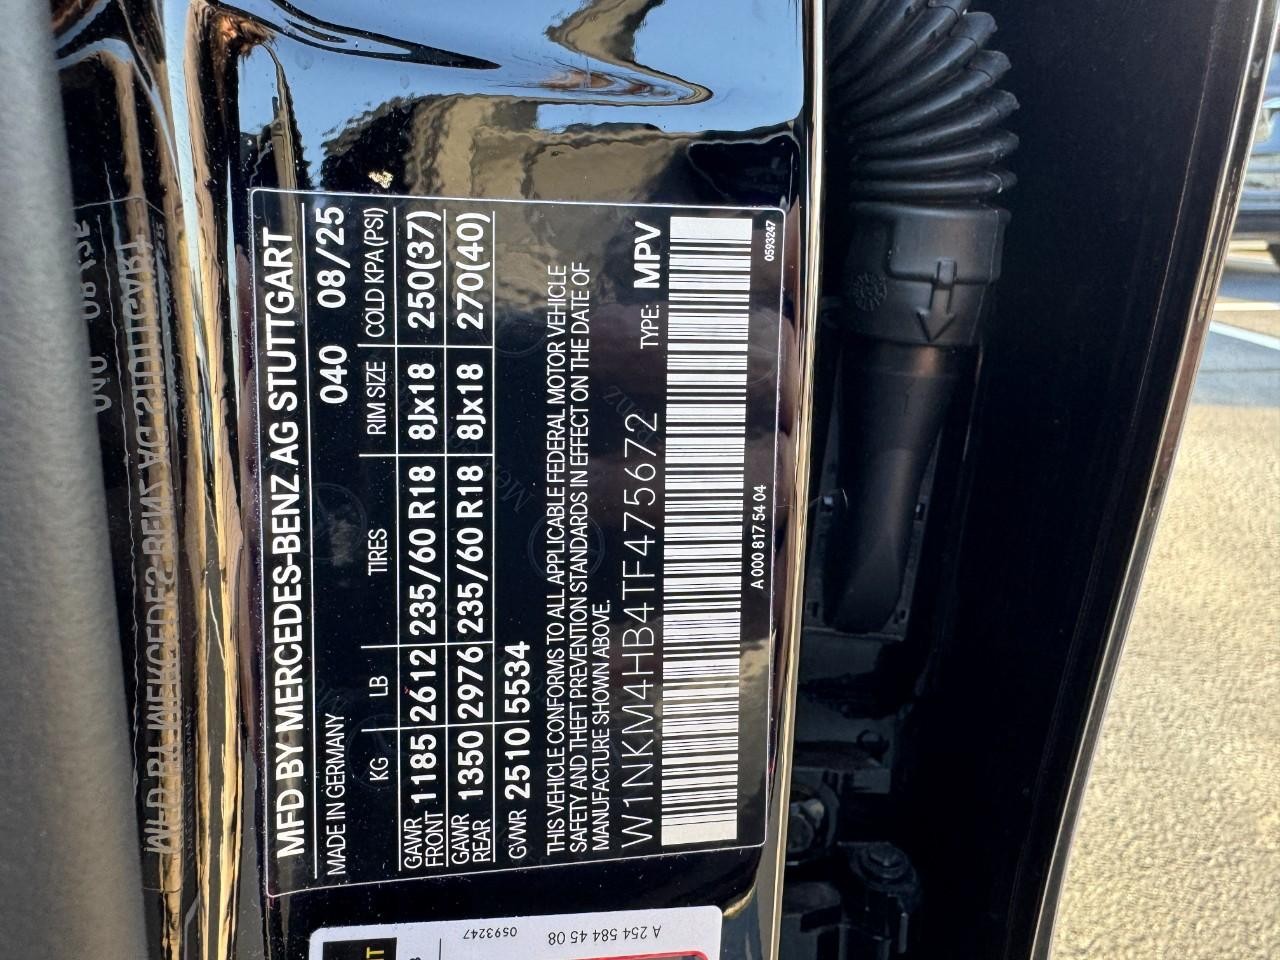 MFD BY MERCEDES-BENZ AG STUTTGART
MADE IN GERMANY 040 08/25
KG LB TIRES RIM SIZE COLD KPA (PSI)
GAWR FRONT 1185 2612 235/60 R18 8Jx18 250(37)
GAWR REAR 1350 2976 235/60 R18 8Jx18 270(40)
GVWR 2510 5534
THIS VEHICLE CONFORMS TO ALL APPLICABLE FEDERAL MOTOR VEHICLE
SAFETY AND THEFT PREVENTION STANDARDS IN EFFECT ON THE DATE OF
MANUFACTURE SHOWN ABOVE.
W1NKM4HB4TF475672 TYPE: MPV
A 000 817 54 04 0593247
A 254 584 45 08 0593247
H